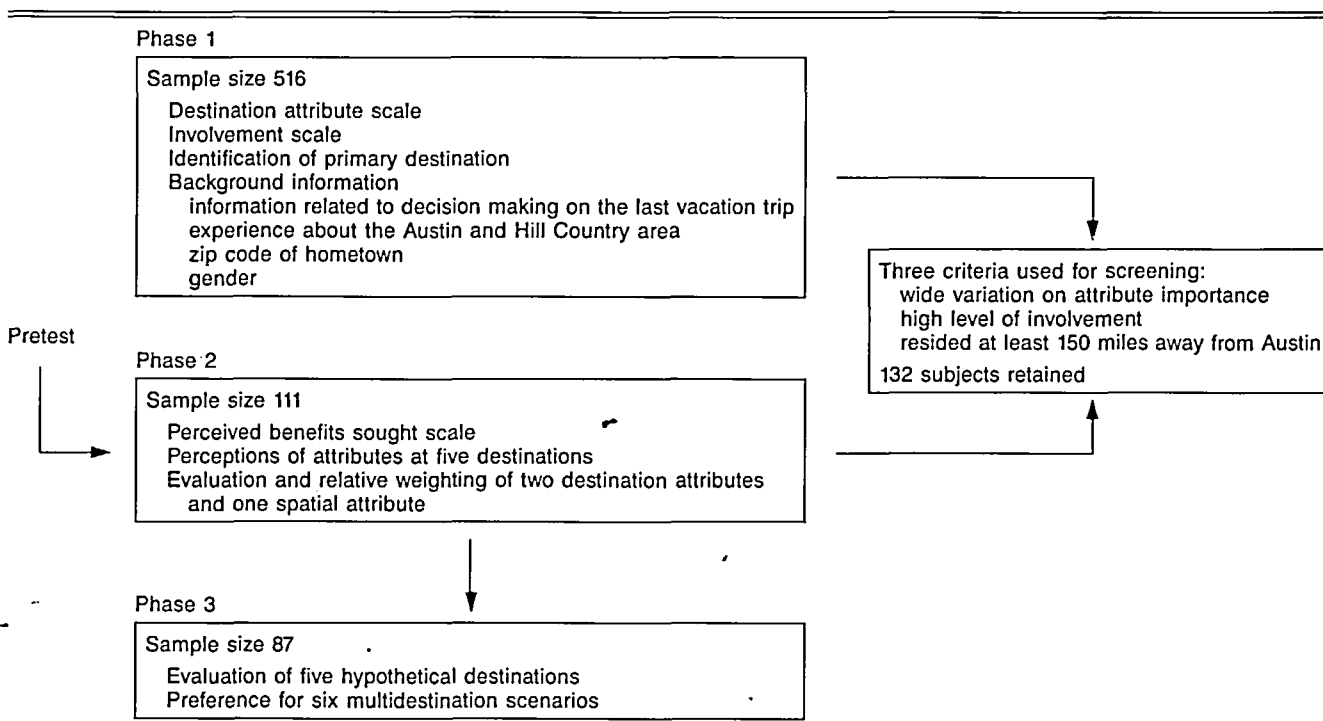 Phase 1
Sample size 516
Destination attribute scale
Involvement scale
Identification of primary destination
Background information
information related to decision making on the last vacation trip
experience about the Austin and Hill Country area
zip code of hometown
gender
Three criteria used for screening:
wide variation on attribute importance
high level of involvement
resided at least 150 miles away from Austin
132 subjects retained
Pretest
Phase 2
Sample size 111
Perceived benefits sought scale
Perceptions of attributes at five destinations
Evaluation and relative weighting of two destination attributes
and one spatial attribute
Phase 3
Sample size 87
Evaluation of five hypothetical destinations
Preference for six multidestination scenarios